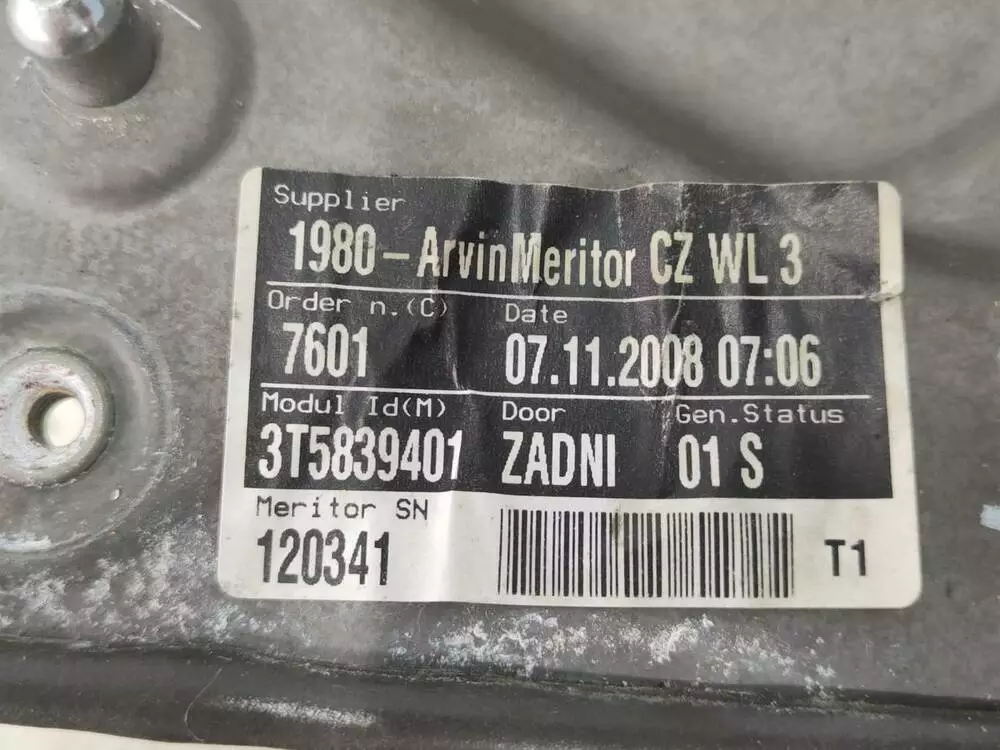 Supplier
1980-ArvinMeritor CZ WL 3
Order n.(C) Date
7601 07.11.2008 07:06
Modul Id(M) Door Gen.Status
3T5839401 ZADNI 01 S
Meritor SN
120341 T1